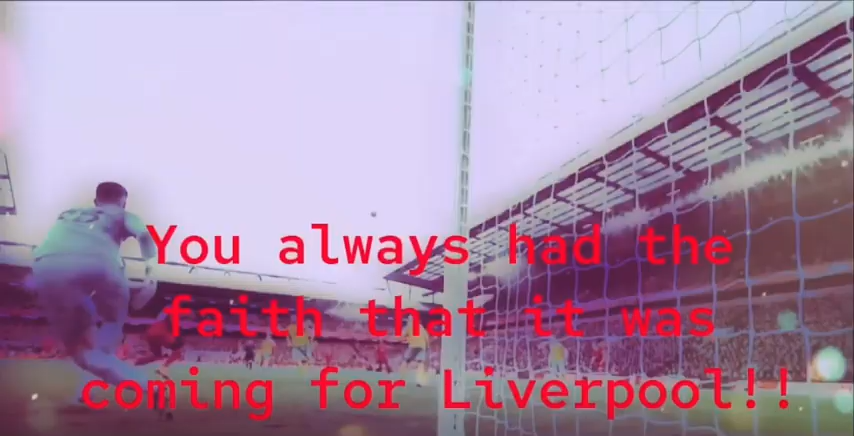 You always had the
faith that it was
coming for Liverpool!!